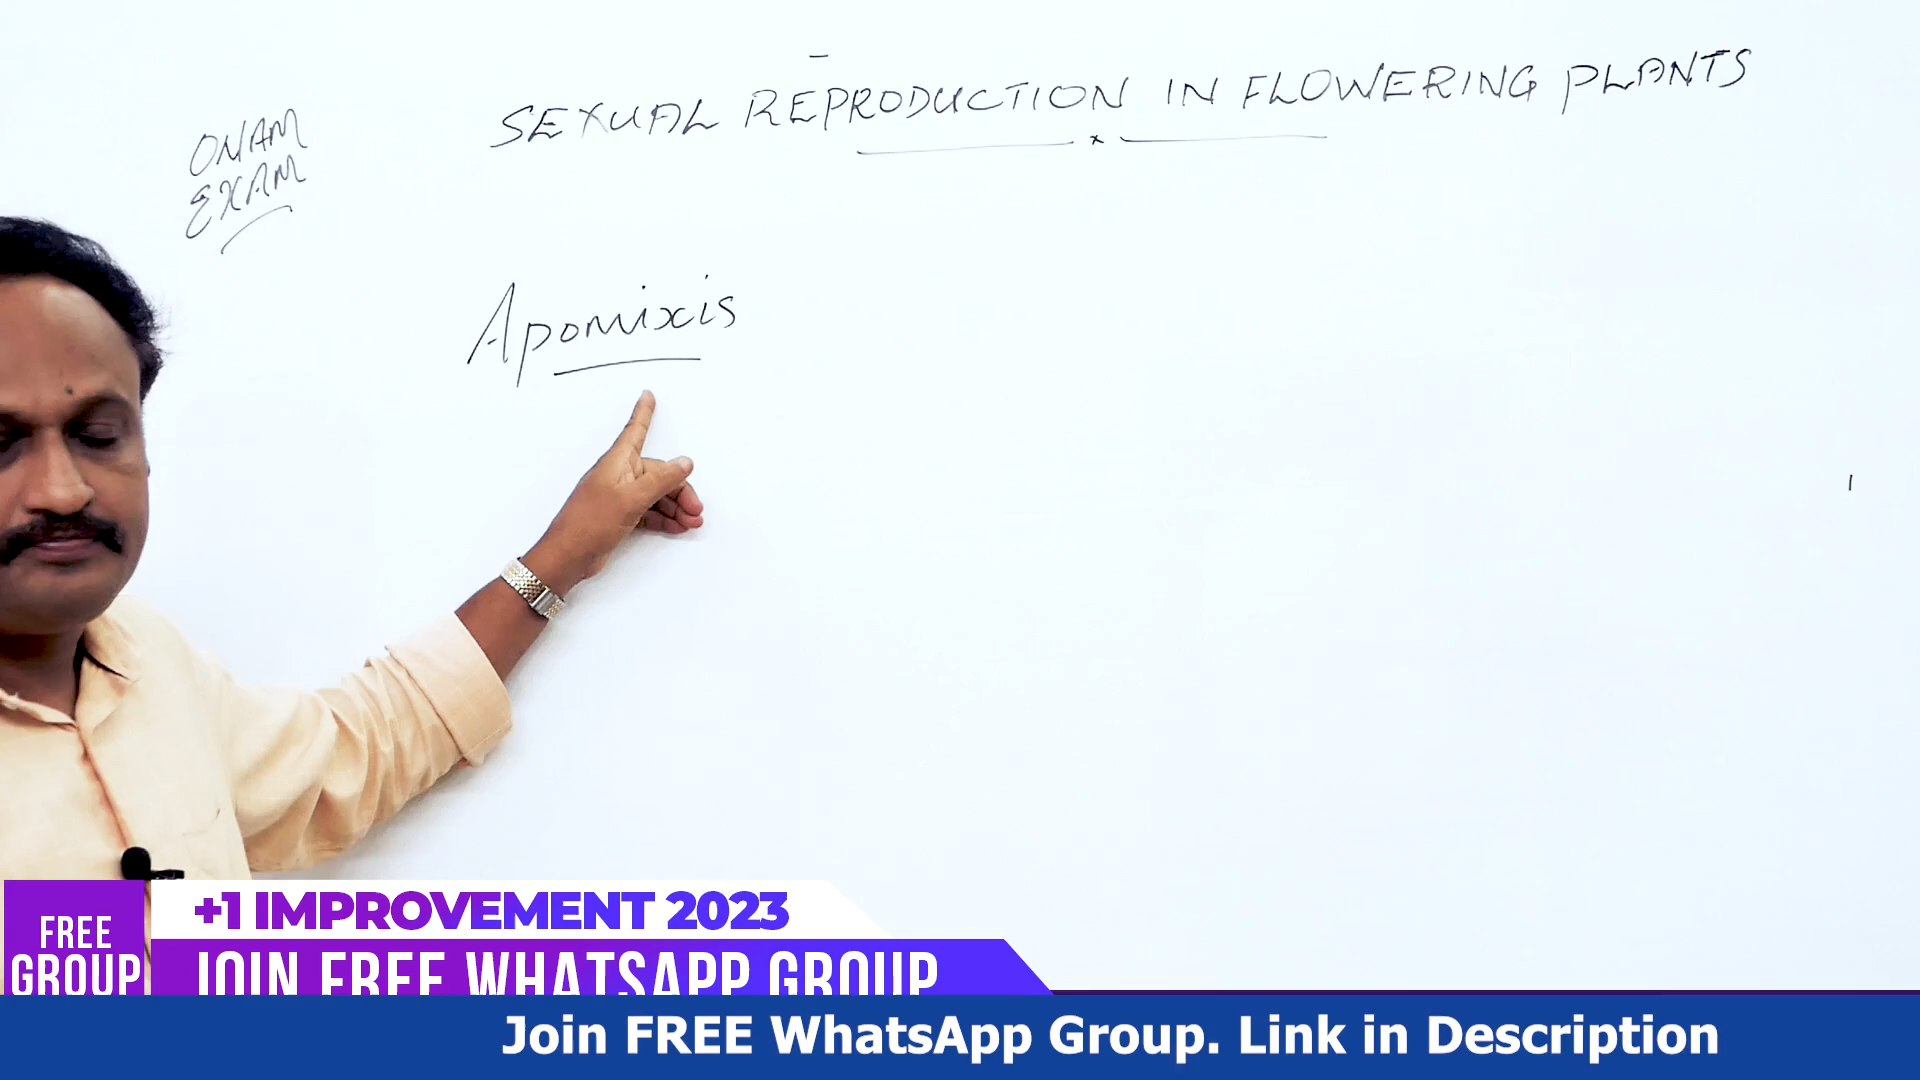 SEXUAL REPRODUCTION IN FLOWERING PLANTS
ONAM
EXAM
Apomixis
FREE
GROUP
+1 IMPROVEMENT 2023
JOIN FREE WHATSAPP GROUP
Join FREE WhatsApp Group. Link in Description